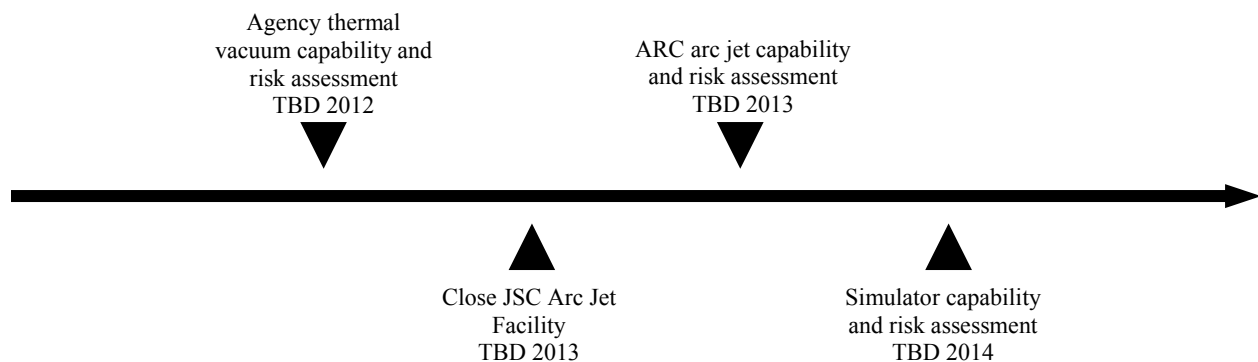 Agency thermal
vacuum capability and
risk assessment
TBD 2012
ARC arc jet capability
and risk assessment
TBD 2013
Close JSC Arc Jet
Facility
TBD 2013
Simulator capability
and risk assessment
TBD 2014